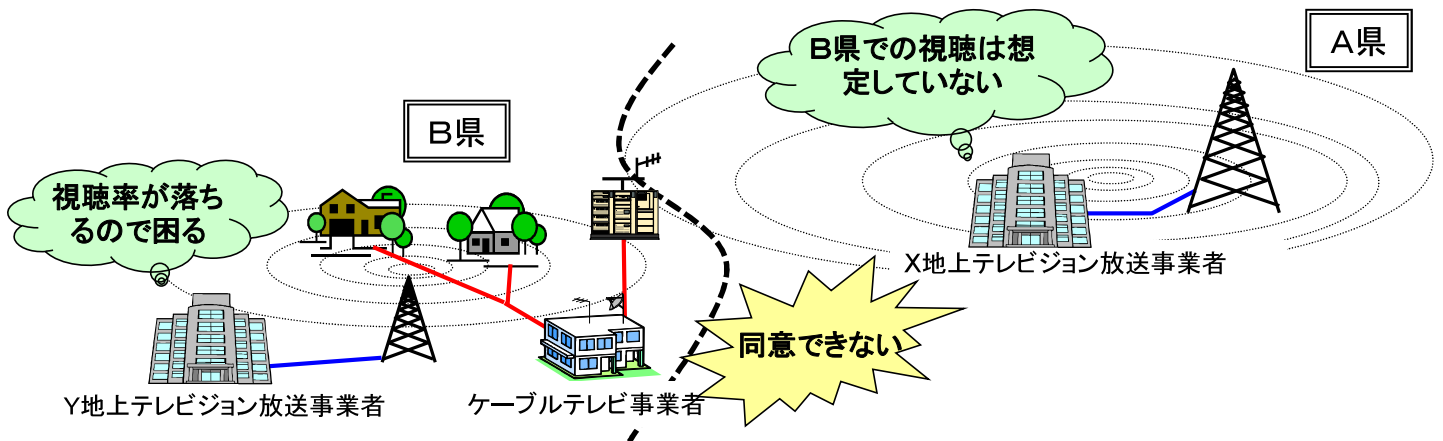 B県での視聴は想
定していない
A県
B県
視聴率が落ち
るので困る
X地上テレビジョン放送事業者
同意できない
Y地上テレビジョン放送事業者
ケーブルテレビ事業者